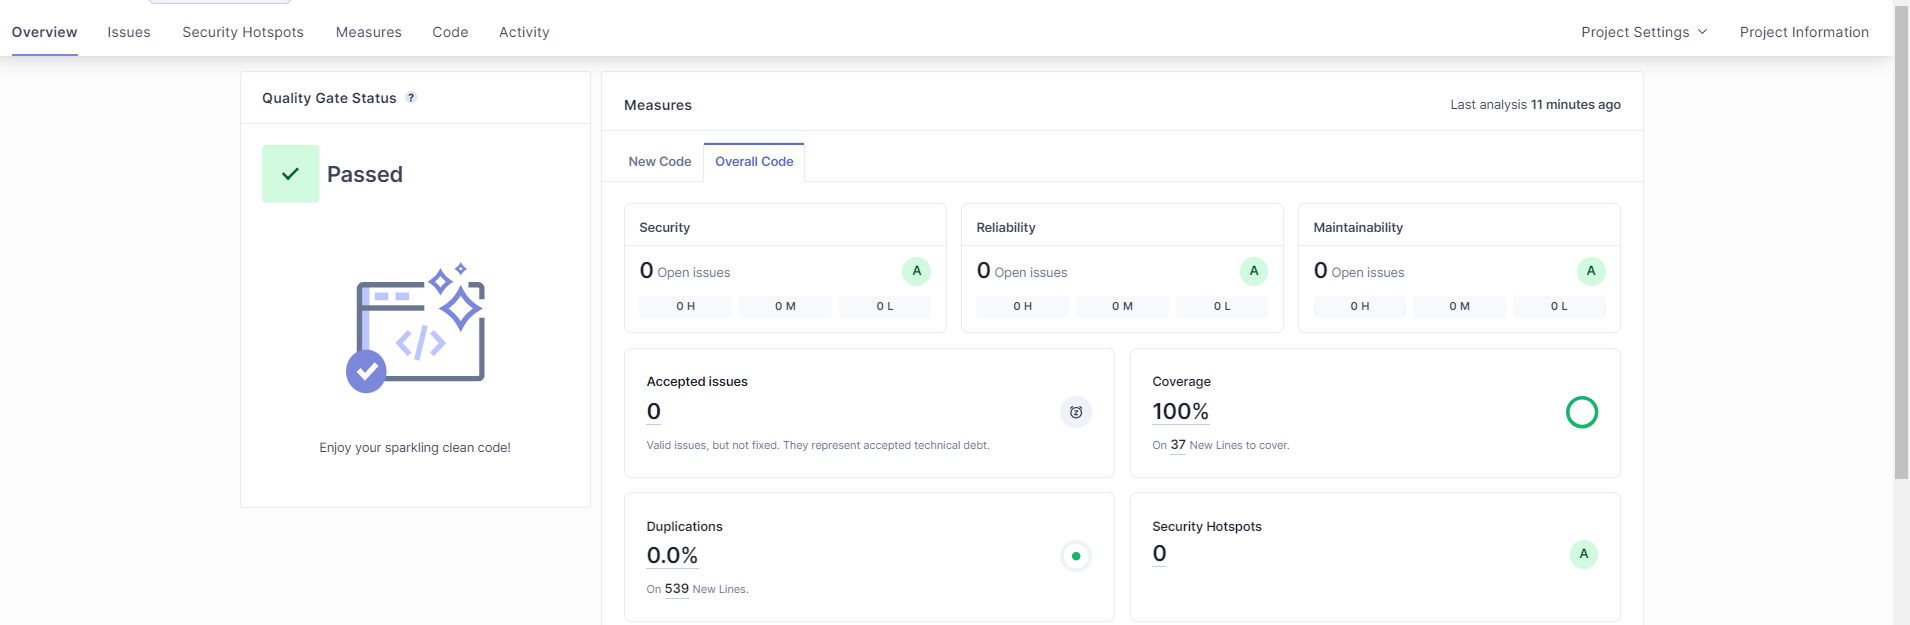 Overview Issues Security Hotspots Measures Code Activity Project Settings Project Information
Quality Gate Status ?
Passed
Enjoy your sparkling clean code!
Measures Last analysis 11 minutes ago
New Code Overall Code
Security
0 Open issues A
0 H 0 M 0 L
Reliability
0 Open issues A
0 H 0 M 0 L
Maintainability
0 Open issues A
0 H 0 M 0 L
Accepted issues
0
Valid issues, but not fixed. They represent accepted technical debt.
Coverage
100%
On 37 New Lines to cover.
Duplications
0.0%
On 539 New Lines.
Security Hotspots
0 A